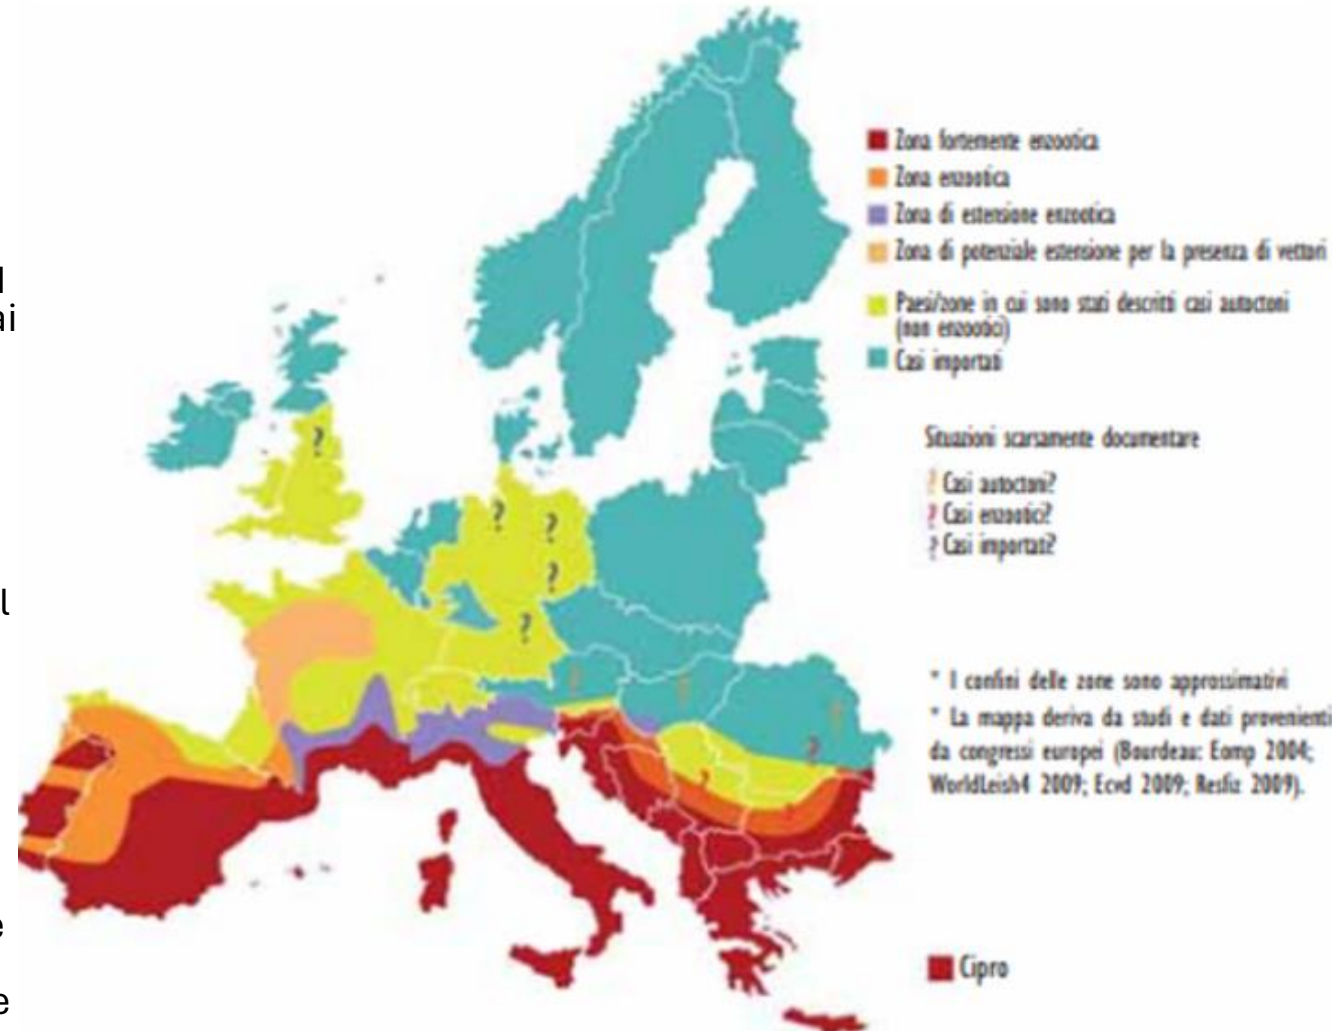 ai
l
e
e
Zona fortemente enzootica
Zona enzootica
Zona di estensione enzootica
Zona di potenziale estensione per la presenza di vettori
Paesi/zone in cui sono stati descritti casi autoctoni
(non enzootici)
Casi importati
Situazioni scarsamente documentare
? Casi autoctoni?
? Casi enzootici?
? Casi importati?
* I confini delle zone sono approssimativi
* La mappa deriva da studi e dati provenienti
da congressi europei (Bourdeau: Eomp 2004;
WorldLeish4 2009; Ecvd 2009; Resfiz 2009).
Cipro
?
?
?
?
?
?
?
?
?
?